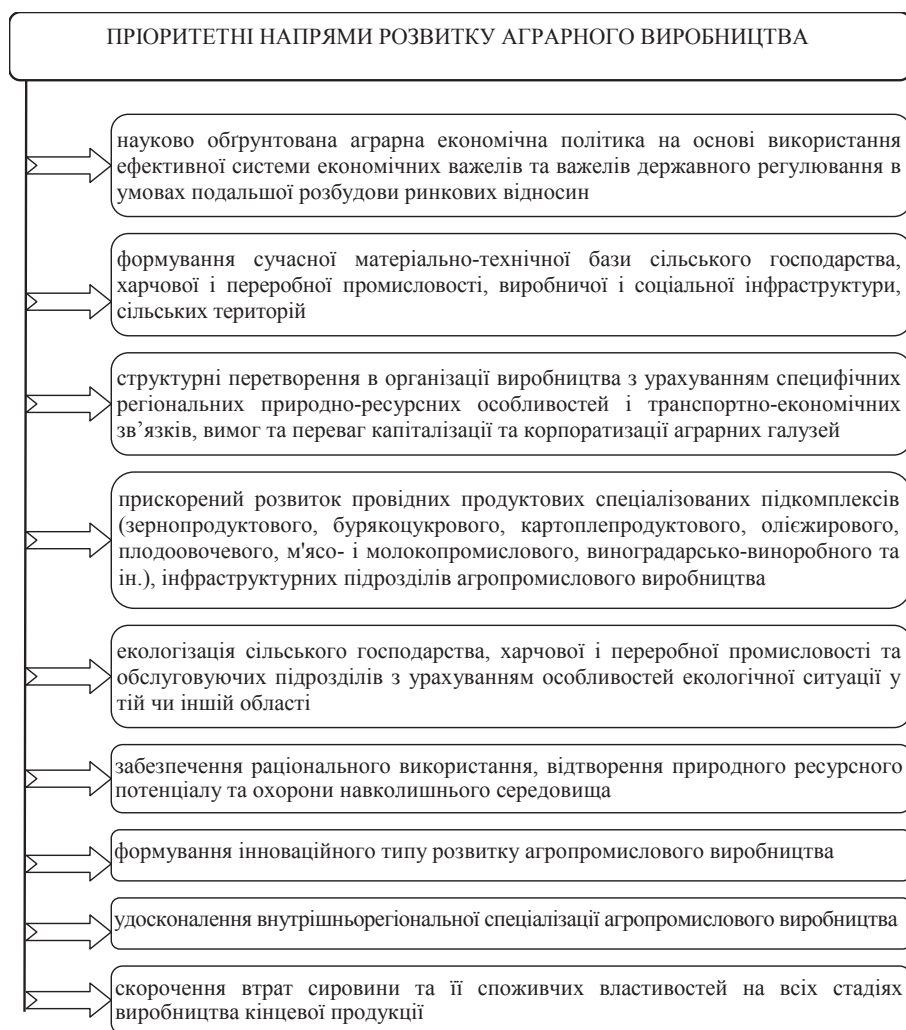 ПРІОРИТЕТНІ НАПРЯМИ РОЗВИТКУ АГРАРНОГО ВИРОБНИЦТВА
науково обґрунтована аграрна економічна політика на основі використання
ефективної системи економічних важелів та важелів державного регулювання в
умовах подальшої розбудови ринкових відносин
формування сучасної матеріально-технічної бази сільського господарства,
харчової і переробної промисловості, виробничої і соціальної інфраструктури,
сільських територій
структурні перетворення в організації виробництва з урахуванням специфічних
регіональних природно-ресурсних особливостей і транспортно-економічних
зв’язків, вимог та переваг капіталізації та корпоратизації аграрних галузей
прискорений розвиток провідних продуктових спеціалізованих підкомплексів
(зернопродуктового, бурякоцукрового, картоплепродуктового, олієжирового,
плодоовочевого, м'ясо- і молокопромислового, виноградарсько-виноробного та
ін.), інфраструктурних підрозділів агропромислового виробництва
екологізація сільського господарства, харчової і переробної промисловості та
обслуговуючих підрозділів з урахуванням особливостей екологічної ситуації у
тій чи іншій області
забезпечення раціонального використання, відтворення природного ресурсного
потенціалу та охорони навколишнього середовища
формування інноваційного типу розвитку агропромислового виробництва
удосконалення внутрішньорегіональної спеціалізації агропромислового виробництва
скорочення втрат сировини та її споживчих властивостей на всіх стадіях
виробництва кінцевої продукції